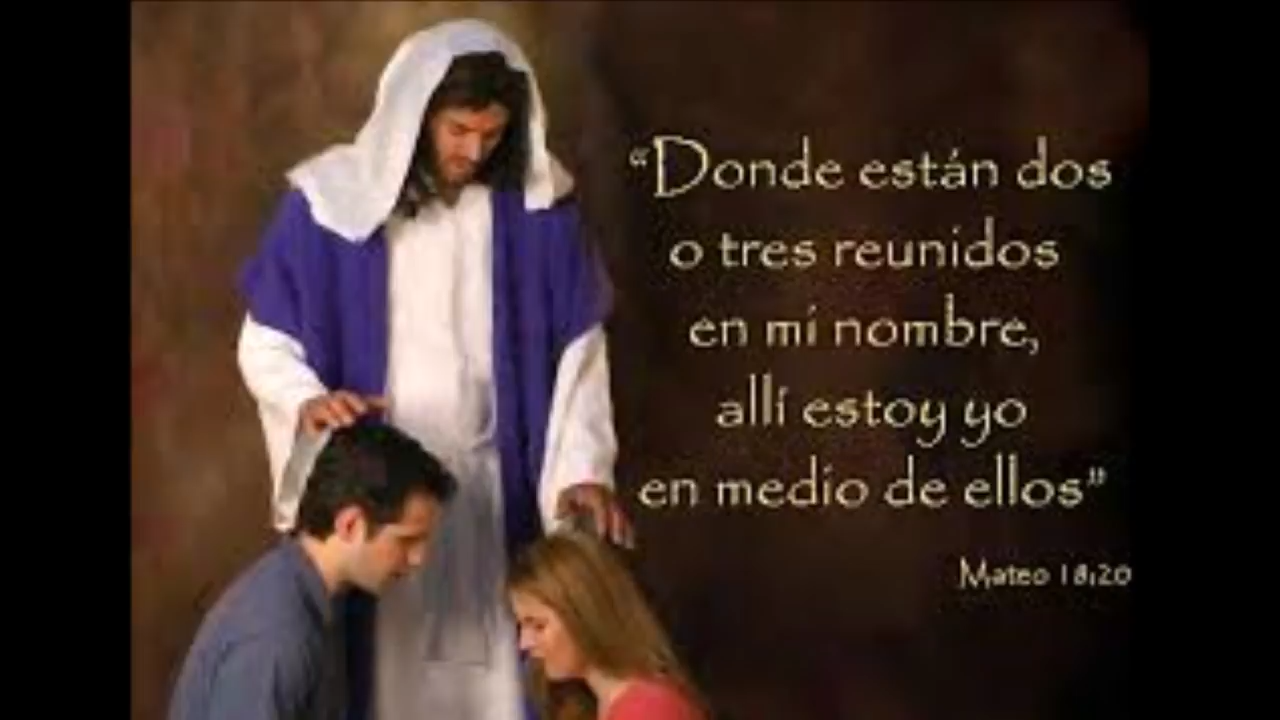 “Donde están dos
o tres reunidos
en mi nombre,
allí estoy yo
en medio de ellos”
Mateo 18:20